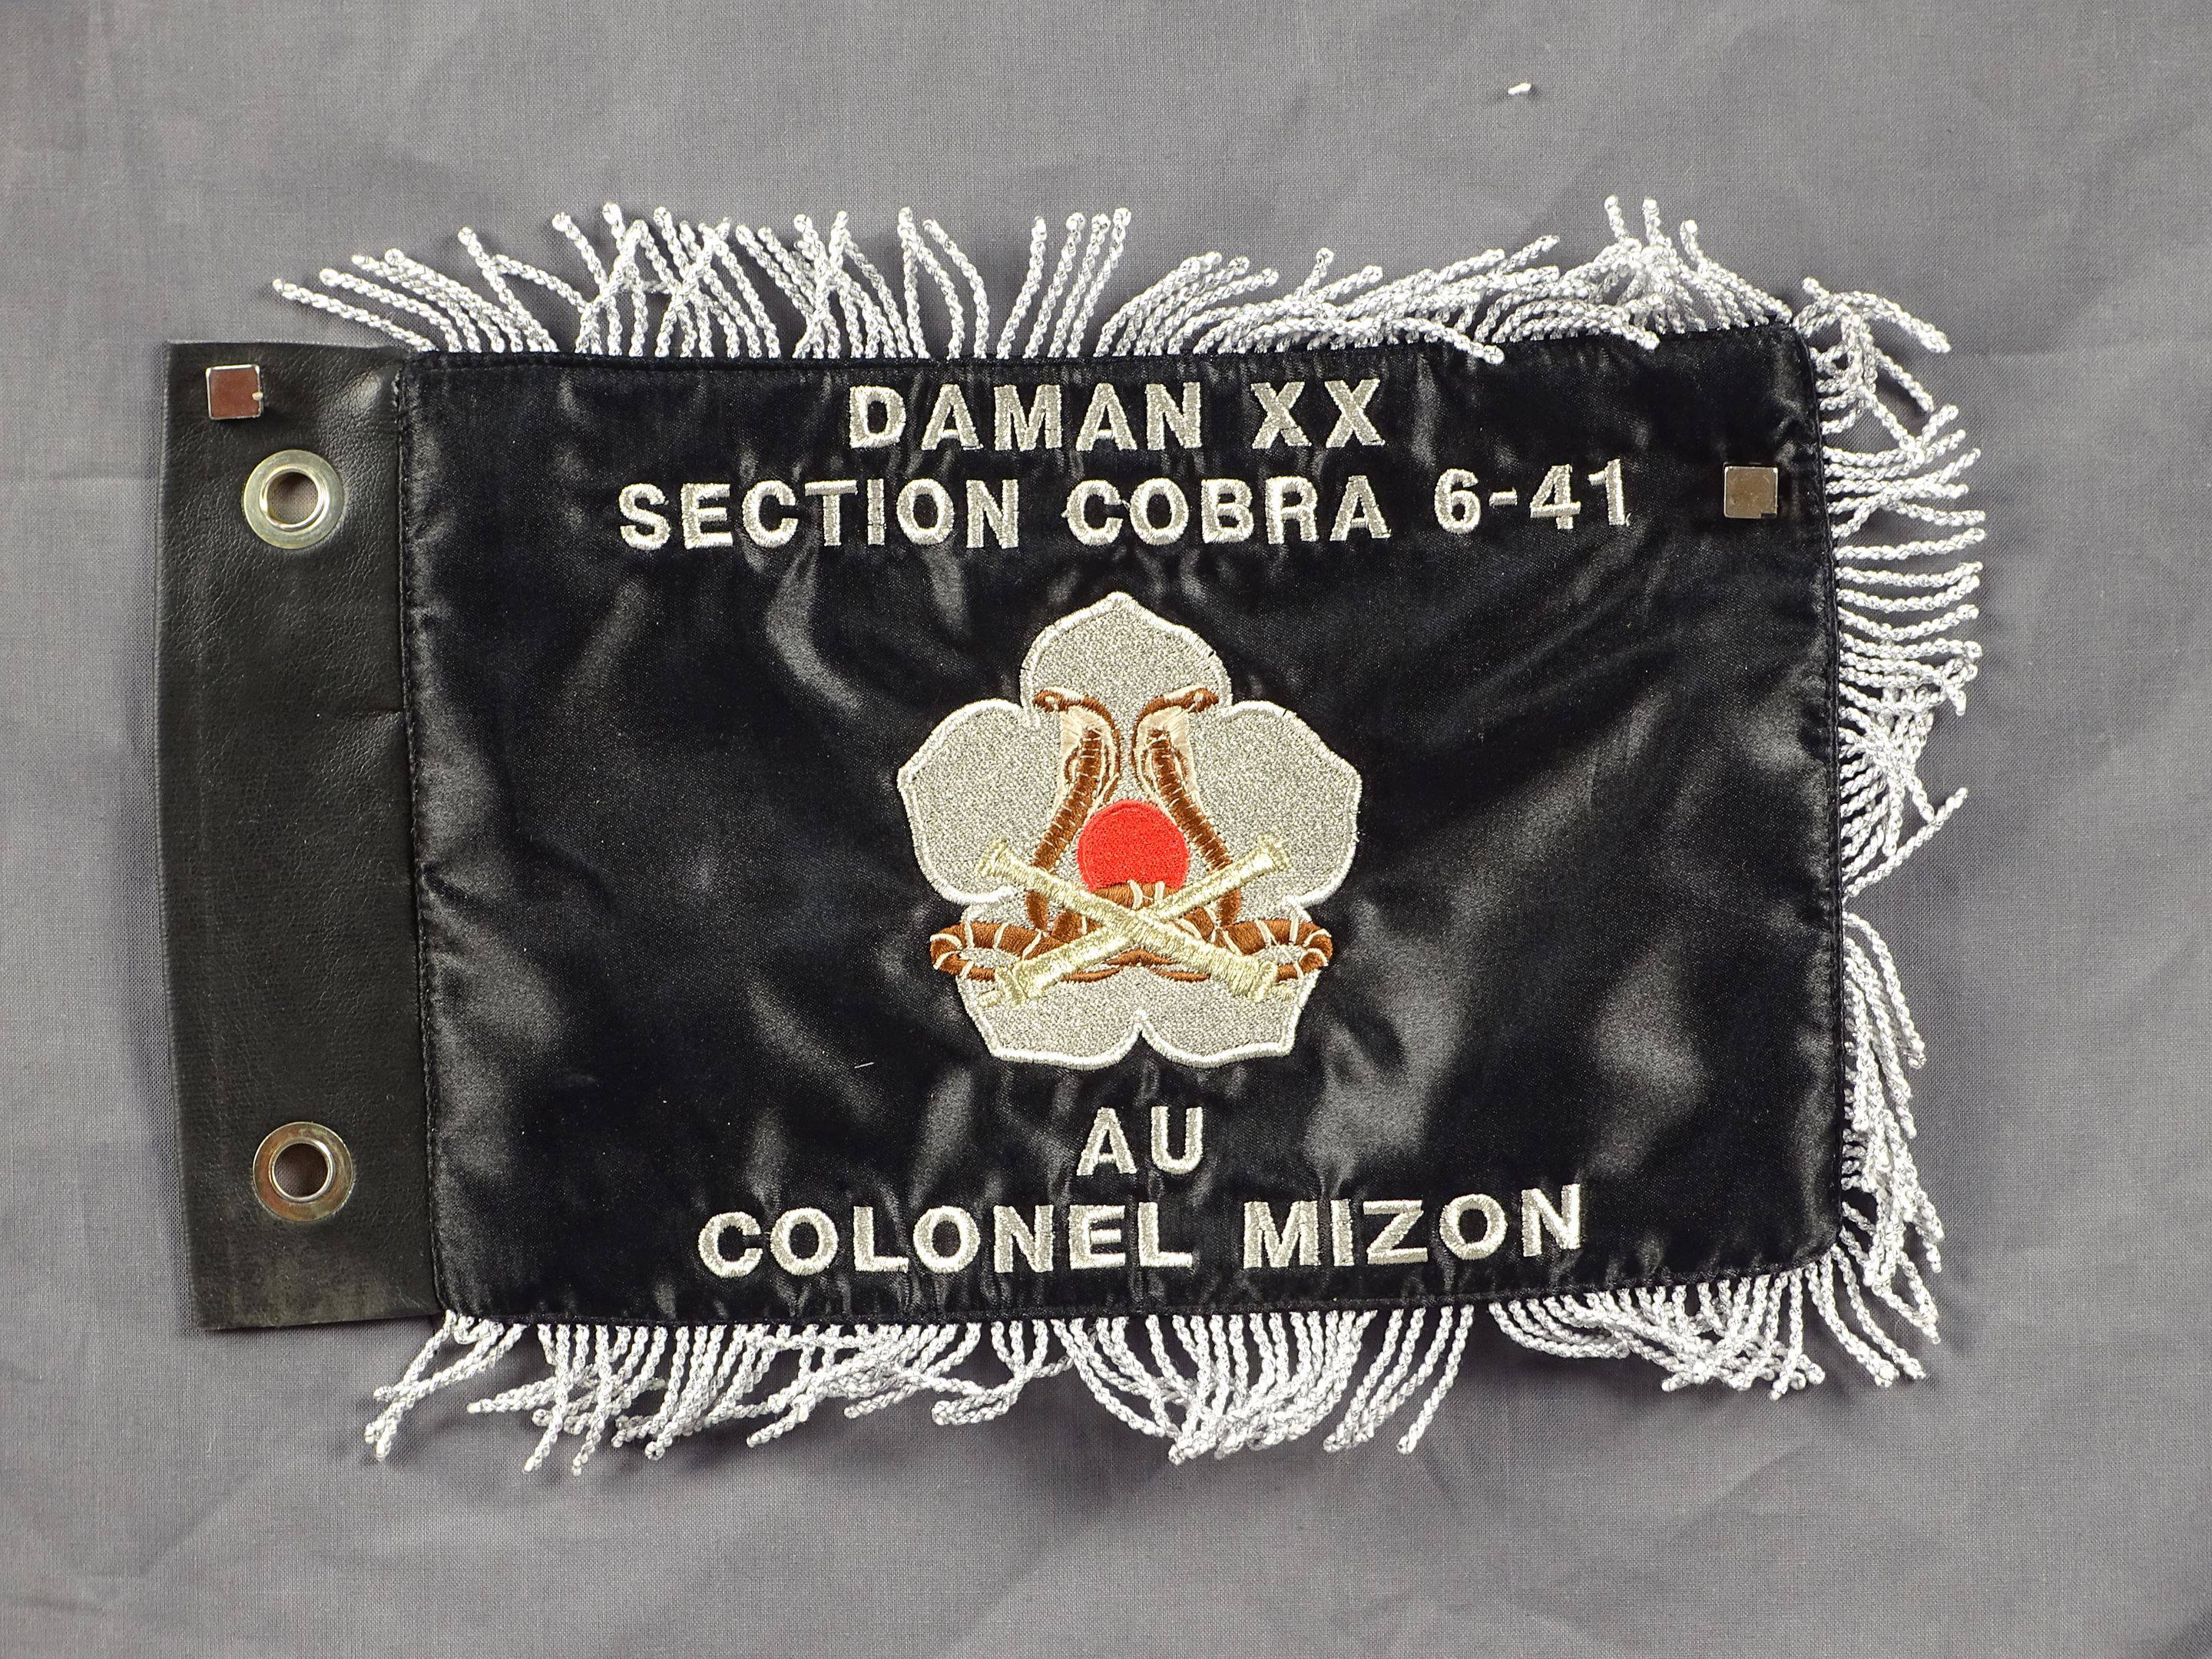 DAMAN XX
SECTION COBRA 6-41
AU
COLONEL MIZON